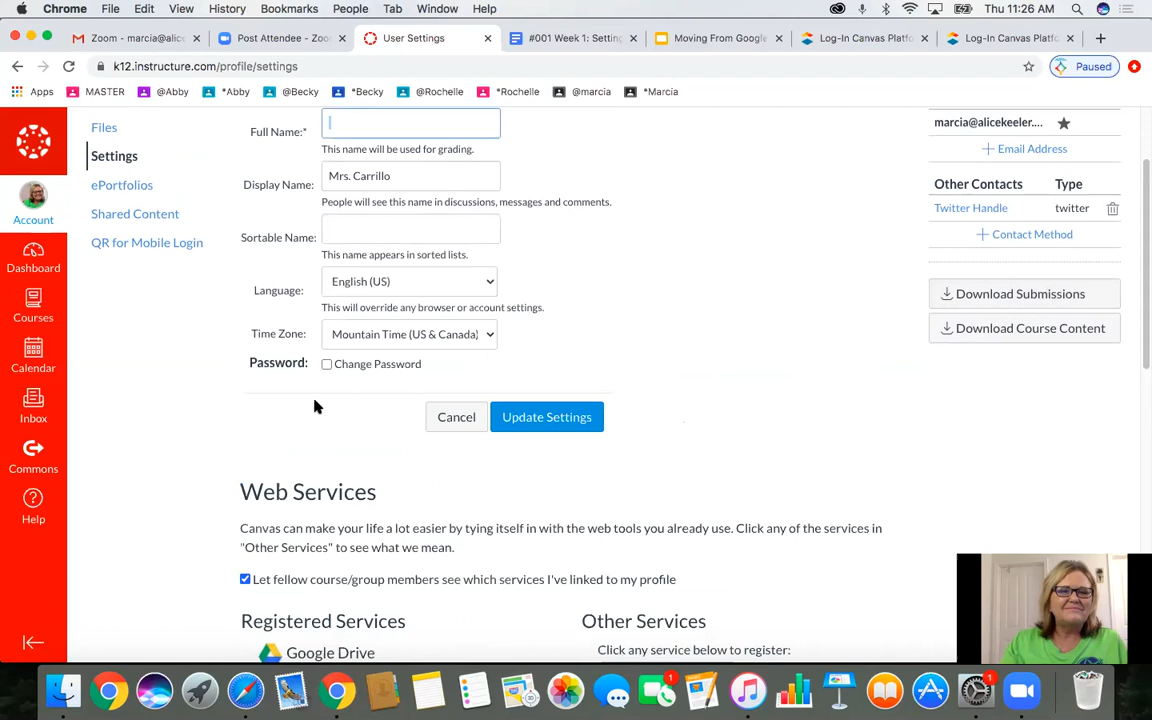 Chrome File Edit View History Bookmarks People Tab Window Help Thu 11:26 AM
Zoom - marcia@alice × Post Attendee - Zoo × User Settings × #001 Week 1: Settin × Moving From Google × Log-In Canvas Platfo × Log-In Canvas Platfo × +
k12.instructure.com/profile/settings Paused
Apps MASTER @Abby *Abby @Becky *Becky @Rochelle *Rochelle @marcia *Marcia
Account
Dashboard
Courses
Calendar
Inbox
Commons
Help
Files
Settings
ePortfolios
Shared Content
QR for Mobile Login
Full Name:*
This name will be used for grading.
Display Name: Mrs. Carrillo
People will see this name in discussions, messages and comments.
Sortable Name:
This name appears in sorted lists.
Language: English (US)
This will override any browser or account settings.
Time Zone: Mountain Time (US & Canada)
Password: Change Password
Cancel Update Settings
Web Services
Canvas can make your life a lot easier by tying itself in with the web tools you already use. Click any of the services in
"Other Services" to see what we mean.
Let fellow course/group members see which services I've linked to my profile
Registered Services
Google Drive
Other Services
Click any service below to register:
marcia@alicekeeler.... ★
+ Email Address
Other Contacts Type
Twitter Handle twitter
+ Contact Method
Download Submissions
Download Course Content
30
1
1